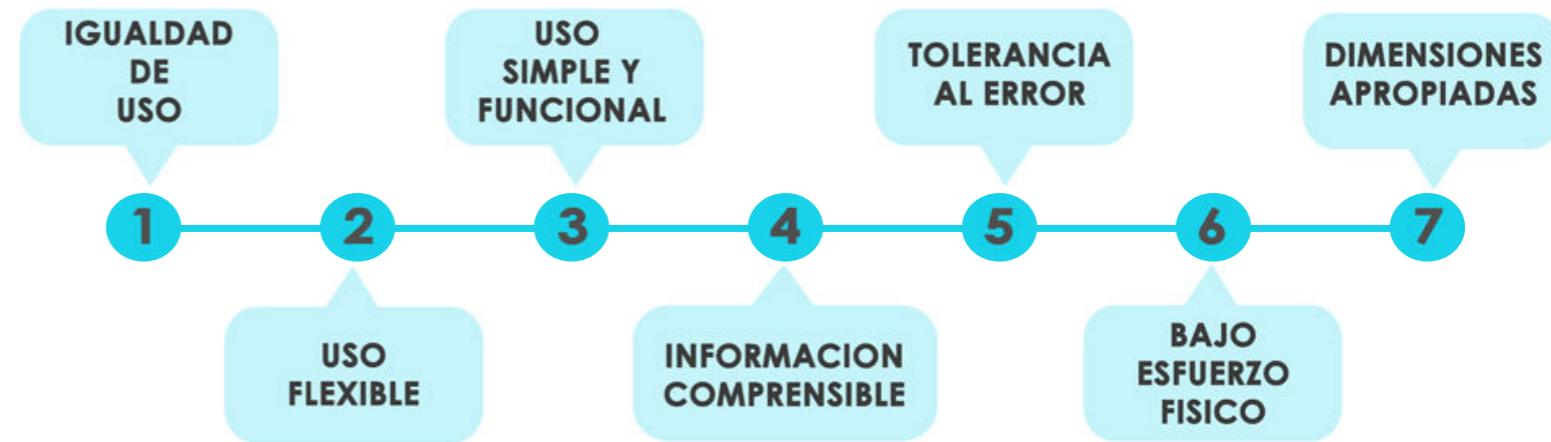 IGUALDAD
DE
USO
1
2
USO
FLEXIBLE
USO
SIMPLE Y
FUNCIONAL
3
4
INFORMACION
COMPRENSIBLE
TOLERANCIA
AL ERROR
5
6
BAJO
ESFUERZO
FISICO
DIMENSIONES
APROPIADAS
7